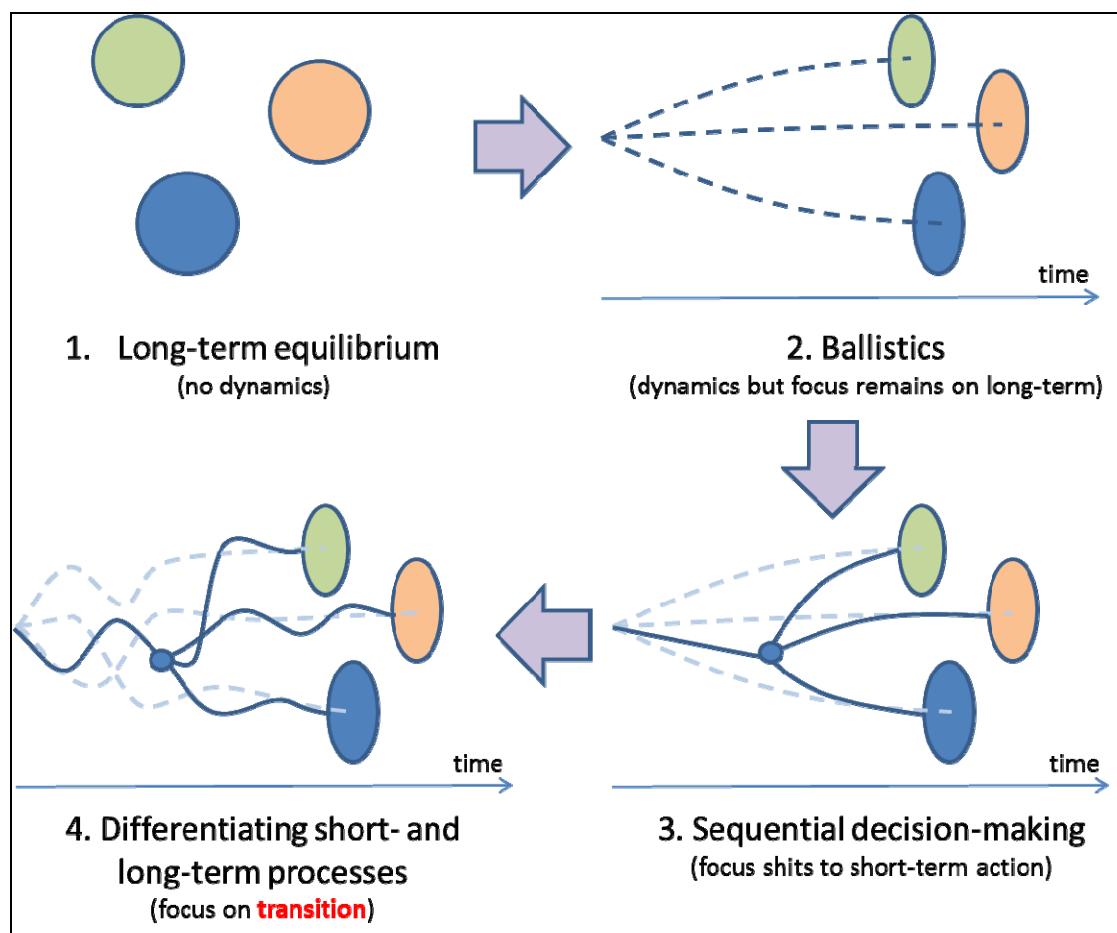 time
1. Long-term equilibrium
(no dynamics)
2. Ballistics
(dynamics but focus remains on long-term)
time
time
4. Differentiating short- and
long-term processes
(focus on transition)
3. Sequential decision-making
(focus shits to short-term action)